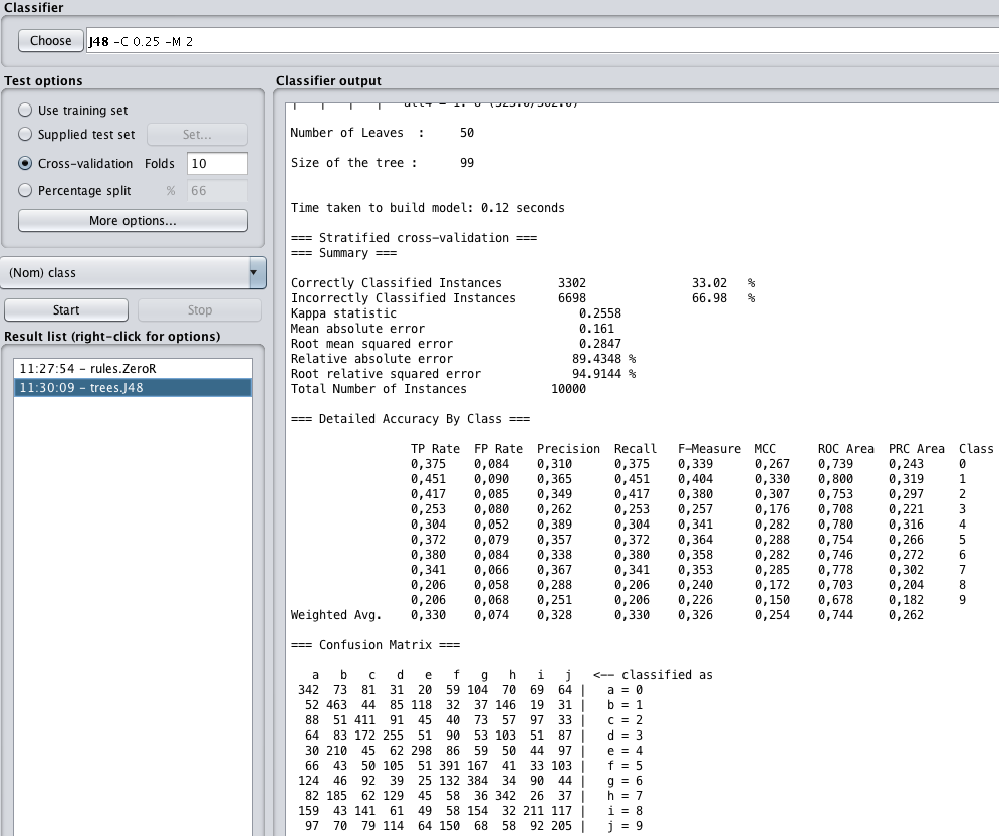 Classifier
Choose J48 -C 0.25 -M 2
Test options
Use training set
Supplied test set Set...
Cross-validation Folds 10
Percentage split % 66
More options...
(Nom) class
Start Stop
Result list (right-click for options)
11:27:54 - rules.ZeroR
11:30:09 - trees.J48
Classifier output
Number of Leaves : 50
Size of the tree : 99
Time taken to build model: 0.12 seconds
=== Stratified cross-validation ===
=== Summary ===
Correctly Classified Instances 3302 33.02 %
Incorrectly Classified Instances 6698 66.98 %
Kappa statistic 0.2558
Mean absolute error 0.161
Root mean squared error 0.2847
Relative absolute error 89.4348 %
Root relative squared error 94.9144 %
Total Number of Instances 10000
=== Detailed Accuracy By Class ===
TP Rate FP Rate Precision Recall F-Measure MCC ROC Area PRC Area Class
0,375 0,084 0,310 0,375 0,339 0,267 0,739 0,243 0
0,451 0,090 0,365 0,451 0,404 0,330 0,800 0,319 1
0,417 0,085 0,349 0,417 0,380 0,307 0,753 0,297 2
0,253 0,080 0,262 0,253 0,257 0,176 0,708 0,221 3
0,304 0,052 0,389 0,304 0,341 0,282 0,780 0,316 4
0,372 0,079 0,357 0,372 0,364 0,288 0,754 0,266 5
0,380 0,084 0,338 0,380 0,358 0,282 0,746 0,272 6
0,341 0,066 0,367 0,341 0,353 0,285 0,778 0,302 7
0,206 0,058 0,288 0,206 0,240 0,172 0,703 0,204 8
0,206 0,068 0,251 0,206 0,226 0,150 0,678 0,182 9
Weighted Avg. 0,330 0,074 0,328 0,330 0,326 0,254 0,744 0,262
=== Confusion Matrix ===
a b c d e f g h i j <-- classified as
342 73 81 31 20 59 104 70 69 64 | a = 0
52 463 44 85 118 32 37 146 19 31 | b = 1
88 51 411 91 45 40 73 57 97 33 | c = 2
64 83 172 255 51 90 53 103 51 87 | d = 3
30 210 45 62 298 86 59 50 44 97 | e = 4
66 43 50 105 51 391 167 41 33 103 | f = 5
124 46 92 39 25 132 384 34 90 44 | g = 6
82 185 62 129 45 58 36 342 26 37 | h = 7
159 43 141 61 49 58 154 32 211 117 | i = 8
97 70 79 114 64 150 68 58 92 205 | j = 9